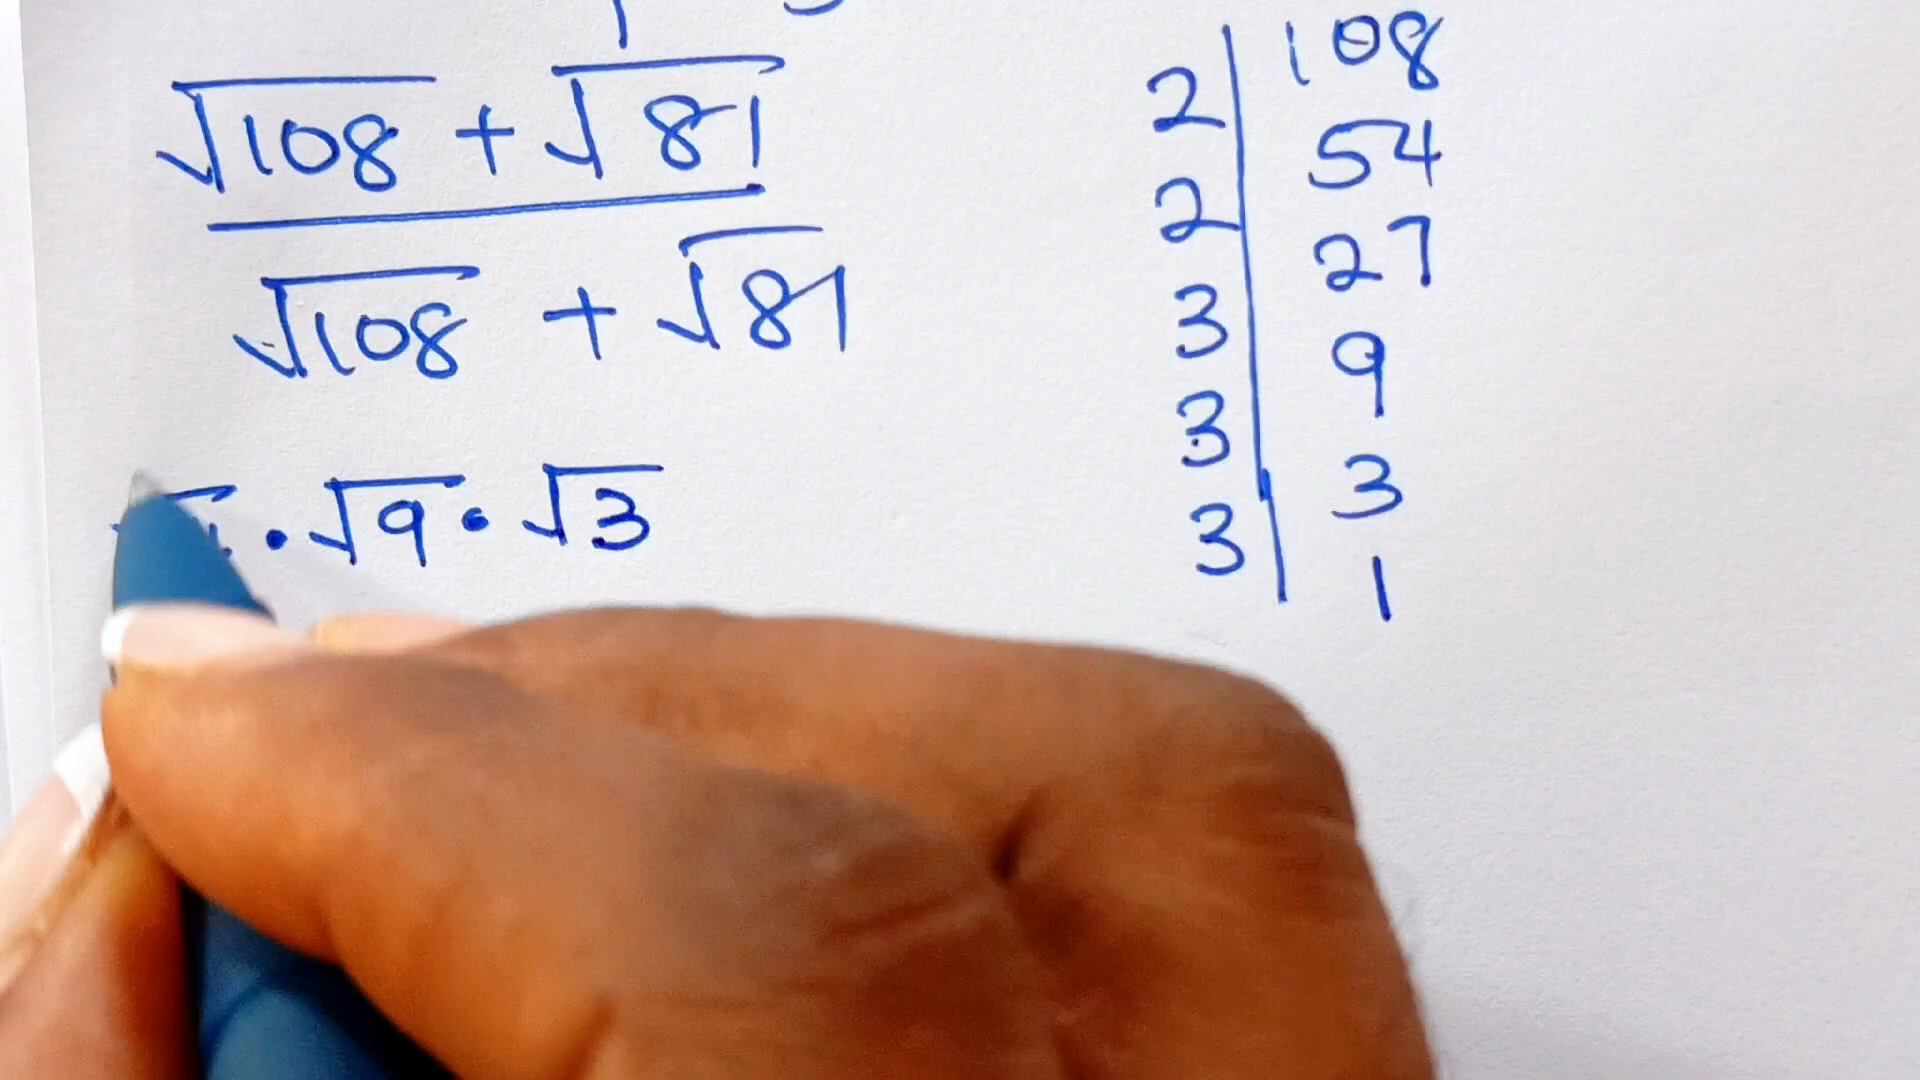 √108 + √81
√108 + √81
· √9 · √3
108
2 54
2 27
3 9
3 3
3 1